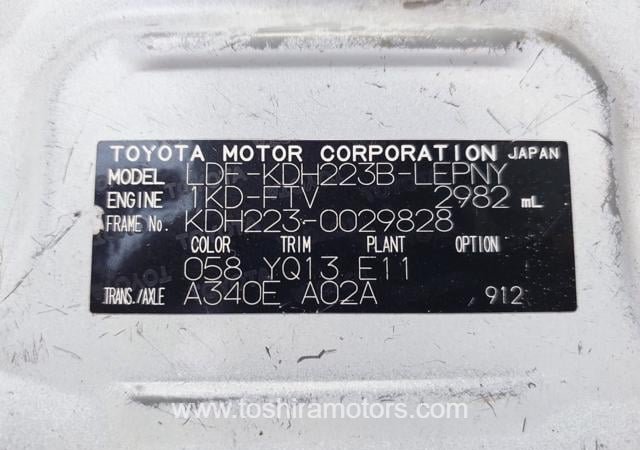 TOYOTA MOTOR CORPORATION JAPAN
MODEL LDF-KDH223B-LEPNY
ENGINE 1KD-FTV 2982 mL
FRAME No. KDH223-0029828
COLOR TRIM PLANT OPTION
058 YQ13 E11
TRANS./AXLE A340E A02A 912
www.toshiramotors.com